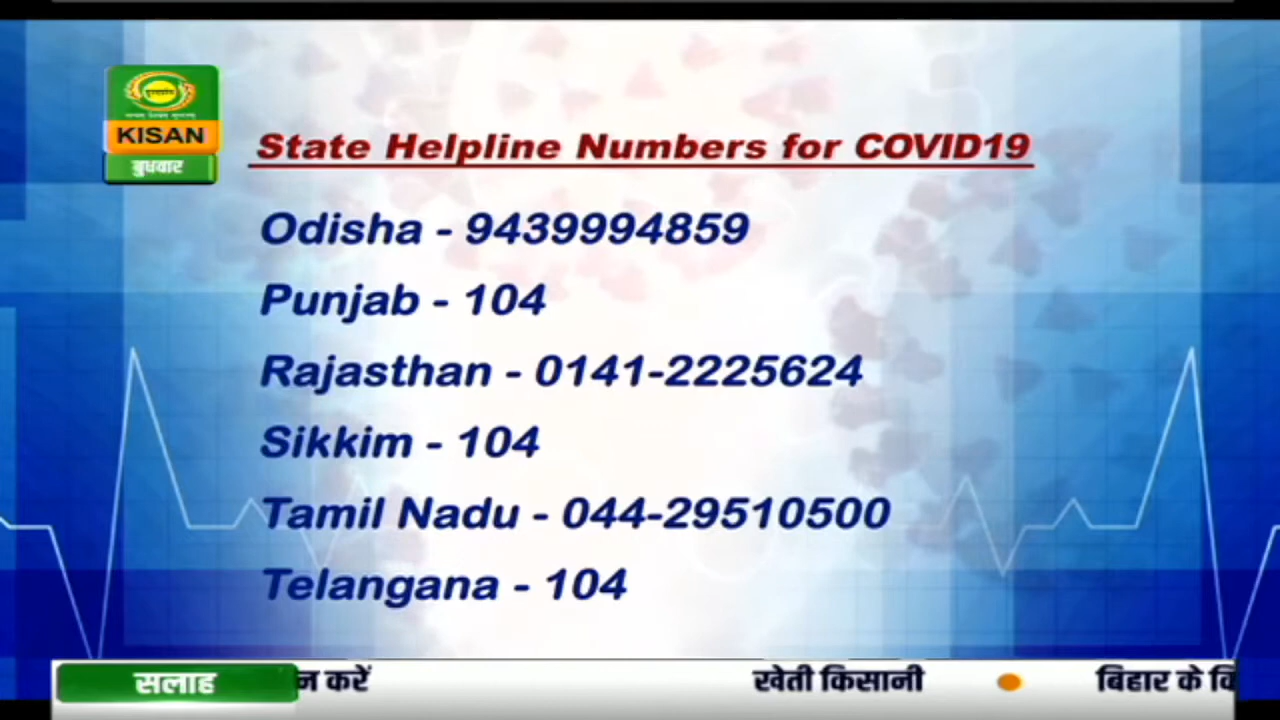 KISAN
बुधवार
State Helpline Numbers for COVID19
Odisha - 9439994859
Punjab - 104
Rajasthan - 0141-2225624
Sikkim - 104
Tamil Nadu - 044-29510500
Telangana - 104
सलाह न करें खेती किसानी बिहार के कि